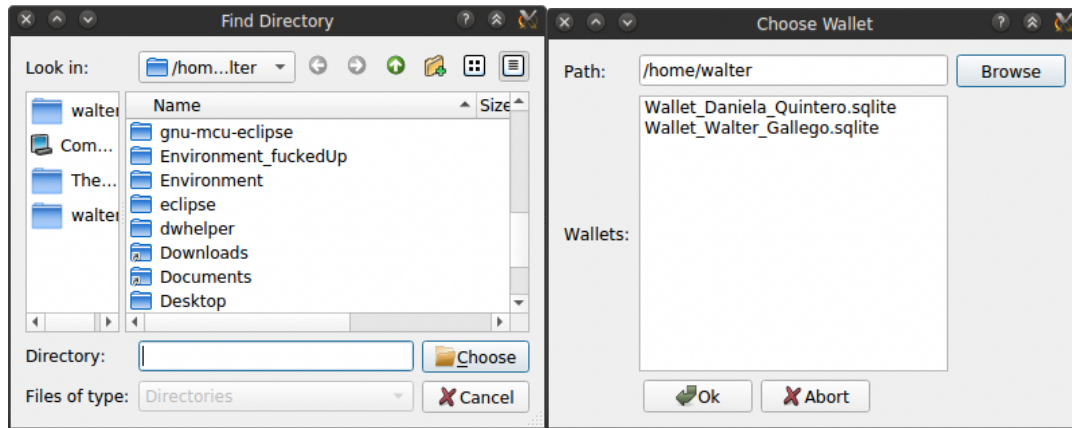 Find Directory
Look in:
/hom...lter
walter
Com...
The...
walter
Name
Size
gnu-mcu-eclipse
Environment_fuckedUp
Environment
eclipse
dwhelper
Downloads
Documents
Desktop
Directory:
Choose
Files of type:
Directories
Cancel
Choose Wallet
Path:
/home/walter
Browse
Wallets:
Wallet_Daniela_Quintero.sqlite
Wallet_Walter_Gallego.sqlite
Ok
Abort